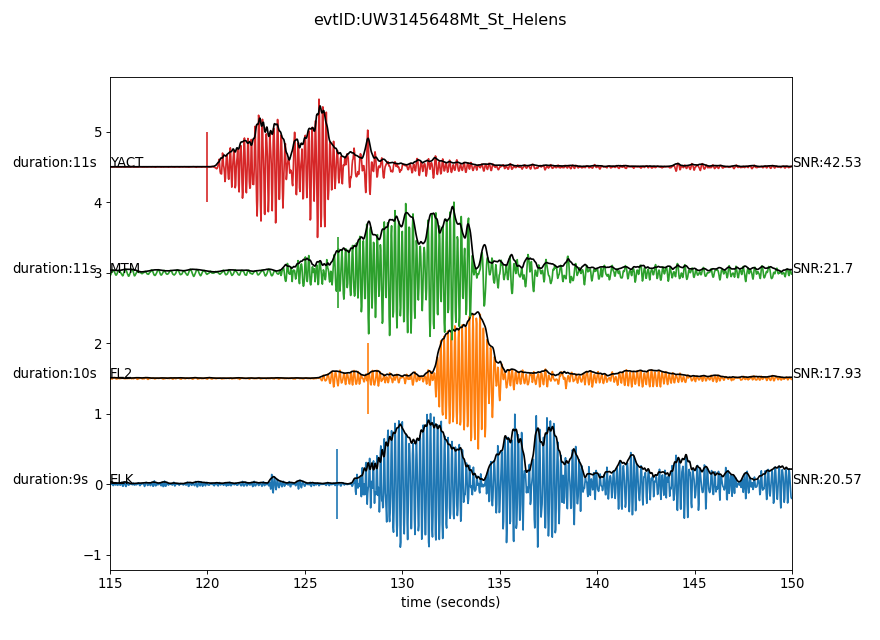 evtID:UW3145648Mt_St_Helens
5
duration:11s YACT SNR:42.53
4
duration:11s MTM SNR:21.7
3
2
duration:10s EL2 SNR:17.93
1
duration:9s ELK SNR:20.57
0
−1
115 120 125 130 135 140 145 150
time (seconds)